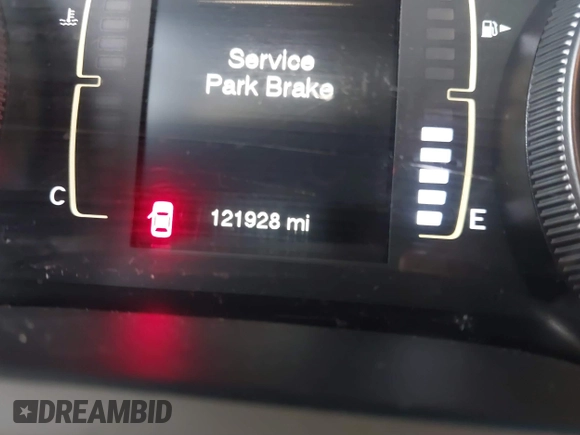 Service
Park Brake
C
121928 mi
E
DREAMBID